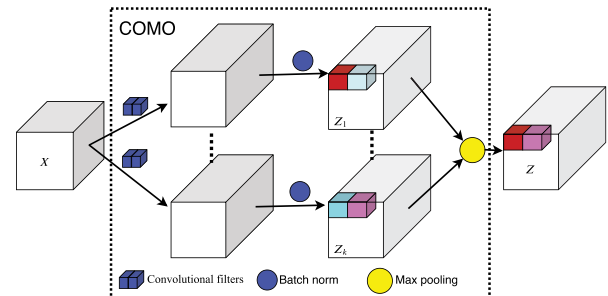 COMO
X
Z1
Z
Zk
Convolutional filters
Batch norm
Max pooling